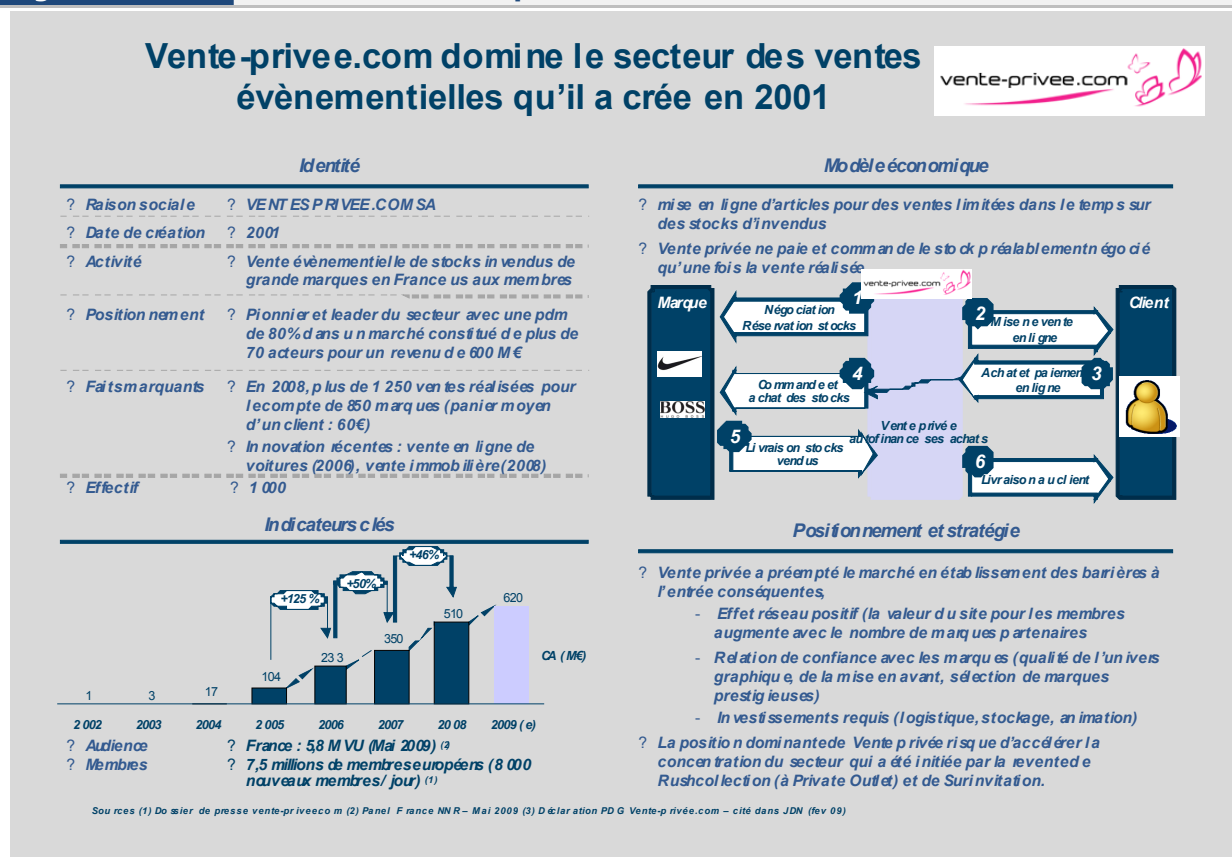 Vente-privee.com domine le secteur des ventes
évènementielles qu'il a crée en 2001
vente-privee.com
Identité
? Raison sociale ? VENTESPRIVEE.COM SA
? Date de création ? 2001
? Activité ? Vente évènementielle de stocks invendus de
grande marques en France us aux membres
? Positionnement ? Pionnier et leader du secteur avec une pdm
de 80% dans un marché constitué de plus de
70 acteurs pour un revenu de 600 M€
? Faits marquants ? En 2008, plus de 1 250 ventes réalisées pour
le compte de 850 marques (panier moyen
d'un client : 60€)
? Innovation récentes : vente en ligne de
voitures (2006), vente immobilière (2008)
? Effectif ? 1 000
Indicateurs clés
+125 %
+50%
+46%
1
3
17
104
233
350
510
620
CA (M€)
2002 2003 2004 2005 2006 2007 2008 2009 (e)
? Audience ? France : 5,8 M VU (Mai 2009) (2)
? Membres ? 7,5 millions de membres européens (8 000
nouveaux membres / jour) (1)
Modèle économique
? mise en ligne d'articles pour des ventes limitées dans le temps sur
des stocks d'invendus
? Vente privée ne paie et commande le stock préalablement négocié
qu'une fois la vente réalisée
vente-privee.com
Marque
Client
1
Négociation
Réservation stocks
2
Mise ne vente
en ligne
3
Achat et paiement
en ligne
4
Commande et
achat des stocks
BOSS
HUGO BOSS
Vente privée
autofinance ses achats
5
Livraison stocks
vendus
6
Livraison au client
Positionnement et stratégie
? Vente privée a préempté le marché en établissement des barrières à
l'entrée conséquentes,
- Effet réseau positif (la valeur du site pour les membres
augmente avec le nombre de marques partenaires
- Relation de confiance avec les marques (qualité de l'univers
graphique, de la mise en avant, sélection de marques
prestigieuses)
- Investissements requis (logistique, stockage, animation)
? La position dominante de Vente privée risque d'accélérer la
concentration du secteur qui a été initiée par la revente de
Rushcollection (à Private Outlet) et de Surinvitation.
Sources (1) Dossier de presse vente-priveecom (2) Panel France NNR – Mai 2009 (3) Déclaration PDG Vente-privée.com – cité dans JDN (fev 09)